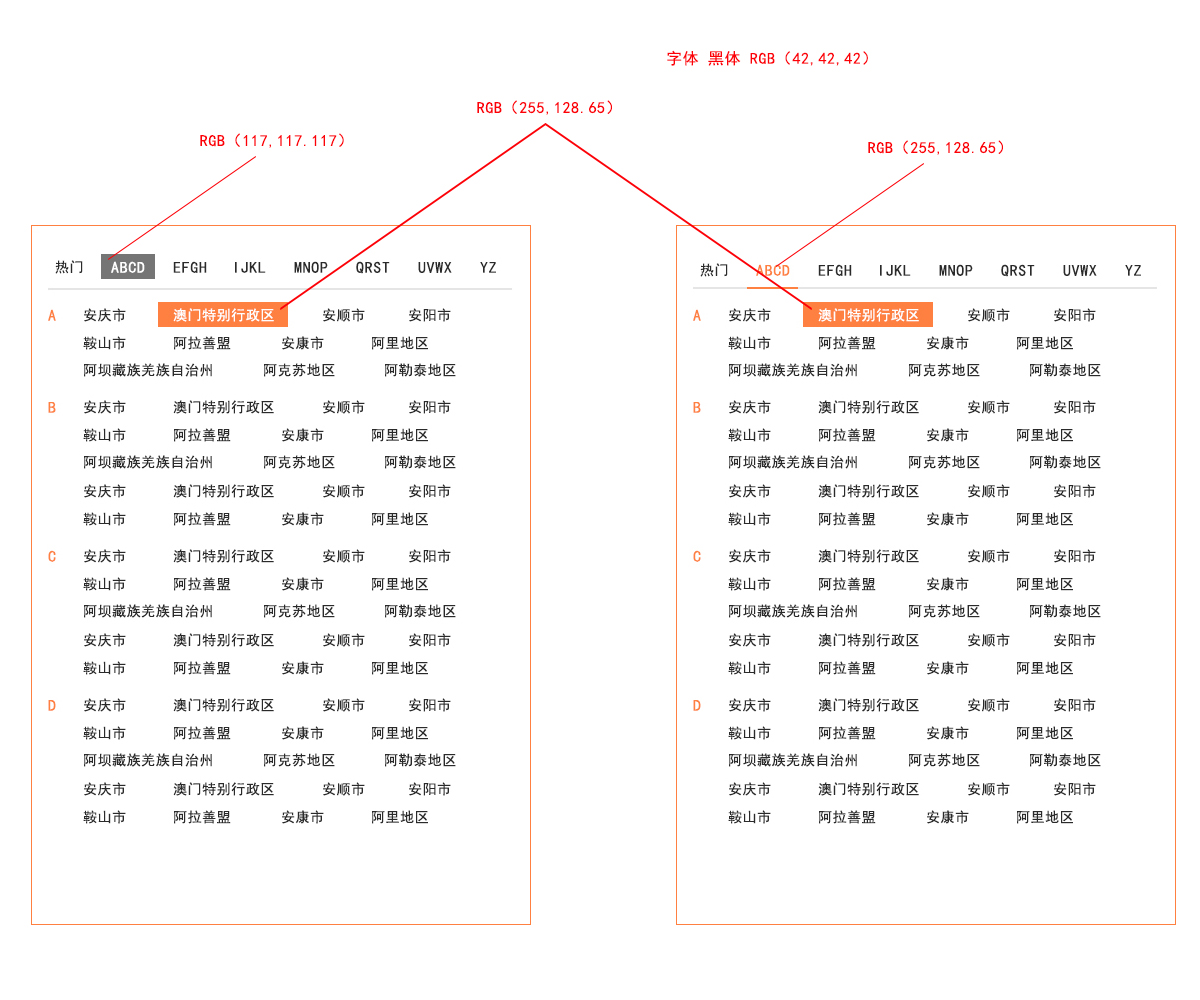 字体 黑体 RGB（42,42,42）
RGB（255,128.65）
RGB（117,117.117）
RGB（255,128.65）
热门 ABCD EFGH IJKL MNOP QRST UVWX YZ
A 安庆市 澳门特别行政区 安顺市 安阳市
鞍山市 阿拉善盟 安康市 阿里地区
阿坝藏族羌族自治州 阿克苏地区 阿勒泰地区
B 安庆市 澳门特别行政区 安顺市 安阳市
鞍山市 阿拉善盟 安康市 阿里地区
阿坝藏族羌族自治州 阿克苏地区 阿勒泰地区
安庆市 澳门特别行政区 安顺市 安阳市
鞍山市 阿拉善盟 安康市 阿里地区
C 安庆市 澳门特别行政区 安顺市 安阳市
鞍山市 阿拉善盟 安康市 阿里地区
阿坝藏族羌族自治州 阿克苏地区 阿勒泰地区
安庆市 澳门特别行政区 安顺市 安阳市
鞍山市 阿拉善盟 安康市 阿里地区
D 安庆市 澳门特别行政区 安顺市 安阳市
鞍山市 阿拉善盟 安康市 阿里地区
阿坝藏族羌族自治州 阿克苏地区 阿勒泰地区
安庆市 澳门特别行政区 安顺市 安阳市
鞍山市 阿拉善盟 安康市 阿里地区
热门 ABCD EFGH IJKL MNOP QRST UVWX YZ
A 安庆市 澳门特别行政区 安顺市 安阳市
鞍山市 阿拉善盟 安康市 阿里地区
阿坝藏族羌族自治州 阿克苏地区 阿勒泰地区
B 安庆市 澳门特别行政区 安顺市 安阳市
鞍山市 阿拉善盟 安康市 阿里地区
阿坝藏族羌族自治州 阿克苏地区 阿勒泰地区
安庆市 澳门特别行政区 安顺市 安阳市
鞍山市 阿拉善盟 安康市 阿里地区
C 安庆市 澳门特别行政区 安顺市 安阳市
鞍山市 阿拉善盟 安康市 阿里地区
阿坝藏族羌族自治州 阿克苏地区 阿勒泰地区
安庆市 澳门特别行政区 安顺市 安阳市
鞍山市 阿拉善盟 安康市 阿里地区
D 安庆市 澳门特别行政区 安顺市 安阳市
鞍山市 阿拉善盟 安康市 阿里地区
阿坝藏族羌族自治州 阿克苏地区 阿勒泰地区
安庆市 澳门特别行政区 安顺市 安阳市
鞍山市 阿拉善盟 安康市 阿里地区